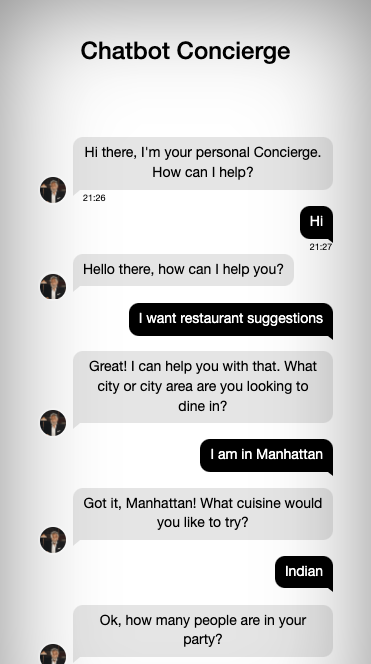 Chatbot Concierge
Hi there, I'm your personal Concierge.
How can I help?
21:26
Hi
21:27
Hello there, how can I help you?
I want restaurant suggestions
Great! I can help you with that. What
city or city area are you looking to
dine in?
I am in Manhattan
Got it, Manhattan! What cuisine would
you like to try?
Indian
Ok, how many people are in your
party?